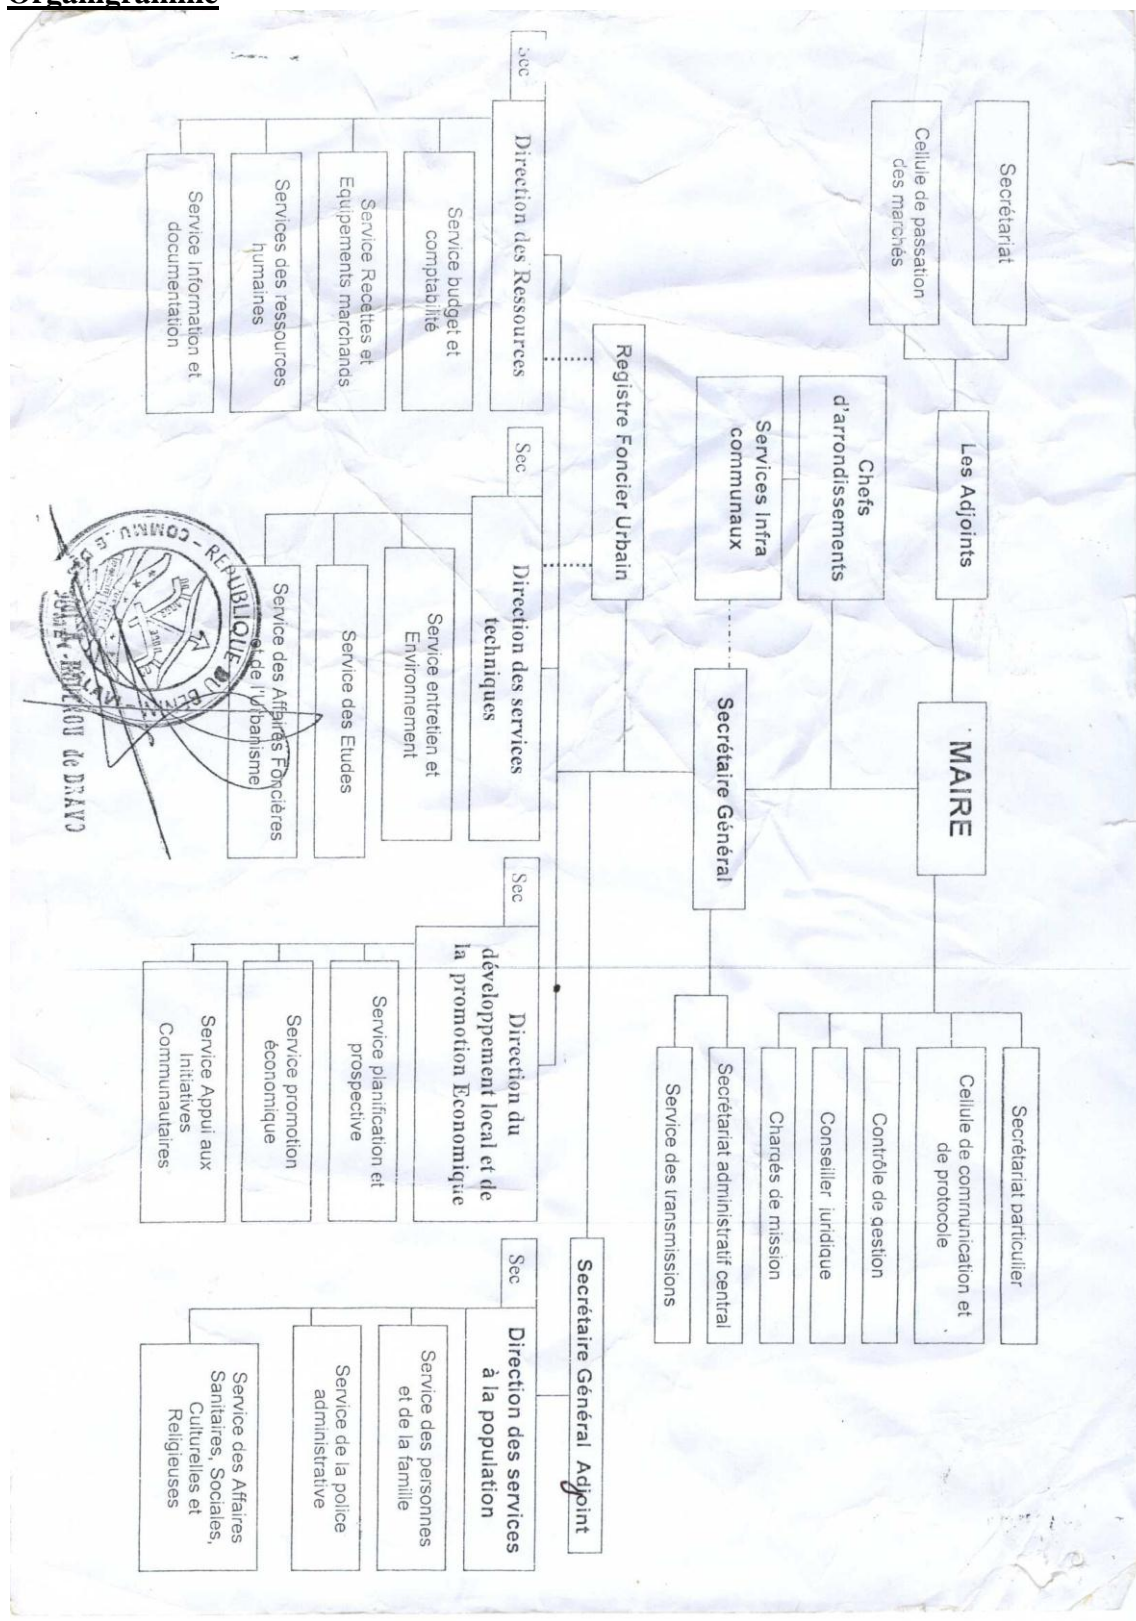 Organigramme
MAIRE
Les Adjoints
Secrétariat
Cellule de passation
des marchés
Chefs
d'arrondissements
Services Infra
communaux
Secrétariat particulier
Cellule de communication et
de protocole
Contrôle de gestion
Conseiller juridique
Chargés de mission
Secrétaire Général
Secrétariat administratif central
Service des transmissions
Registre Foncier Urbain
Secrétaire Général Adjoint
Sec
Direction des Ressources
Service budget et
comptabilité
Service Recettes et
Equipements marchands
Services des ressources
humaines
Service Information et
documentation
Sec
Direction des services
techniques
Service entretien et
Environnement
Service des Etudes
Service des Affaires Foncières
et de l'Urbanisme
Sec
Direction du
développement local et de
la promotion Economique
Service planification et
prospective
Service promotion
économique
Service Appui aux
Initiatives
Communautaires
Sec
Direction des services
à la population
Service des personnes
et de la famille
Service de la police
administrative
Service des Affaires
Sanitaires, Sociales,
Culturelles et
Religieuses
REPUBLIQUE DU BENIN
de BRAVO